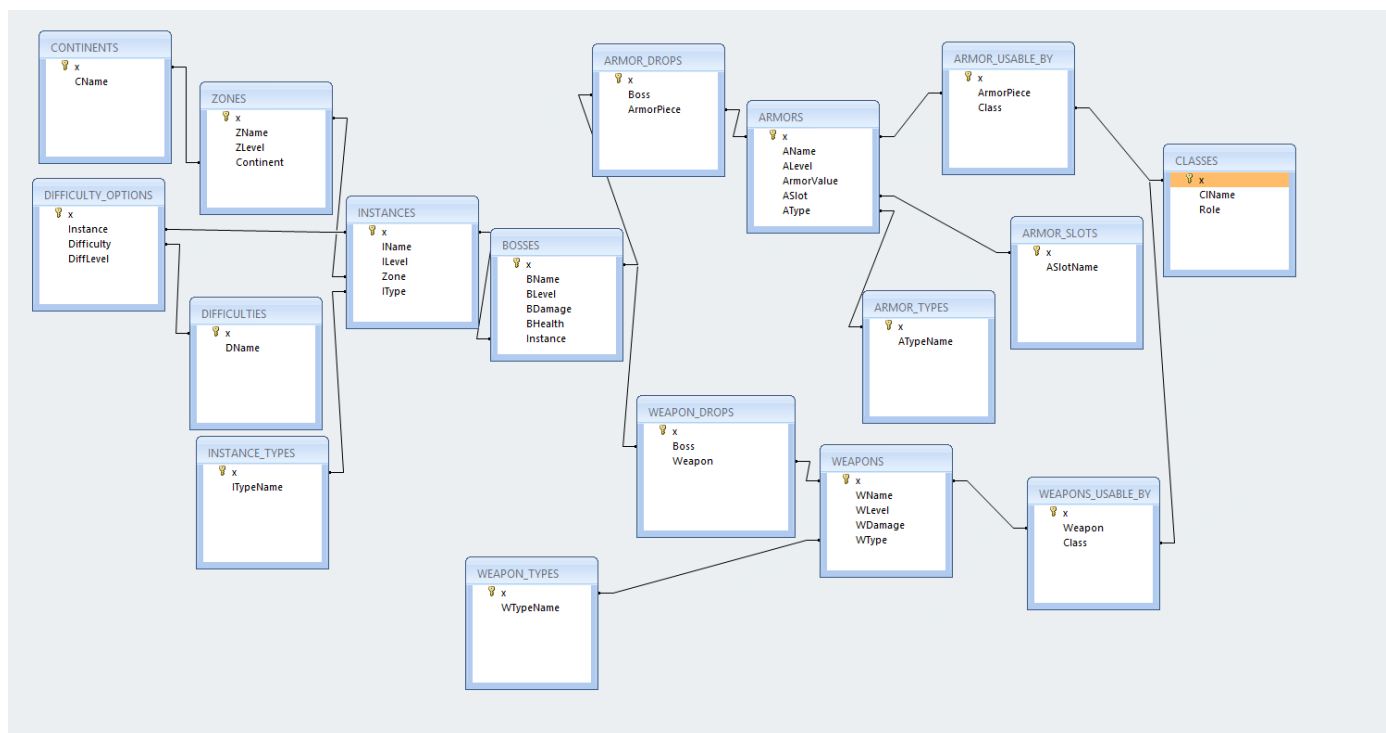 CONTINENTS
x
CName
ZONES
x
ZName
ZLevel
Continent
DIFFICULTY_OPTIONS
x
Instance
Difficulty
DiffLevel
DIFFICULTIES
x
DName
INSTANCE_TYPES
x
ITypeName
INSTANCES
x
IName
ILevel
Zone
IType
BOSSES
x
BName
BLevel
BDamage
BHealth
Instance
ARMOR_DROPS
x
Boss
ArmorPiece
ARMORS
x
AName
ALevel
ArmorValue
ASlot
AType
ARMOR_USABLE_BY
x
ArmorPiece
Class
CLASSES
x
ClName
Role
ARMOR_SLOTS
x
ASlotName
ARMOR_TYPES
x
ATypeName
WEAPON_DROPS
x
Boss
Weapon
WEAPONS
x
WName
WLevel
WDamage
WType
WEAPONS_USABLE_BY
x
Weapon
Class
WEAPON_TYPES
x
WTypeName